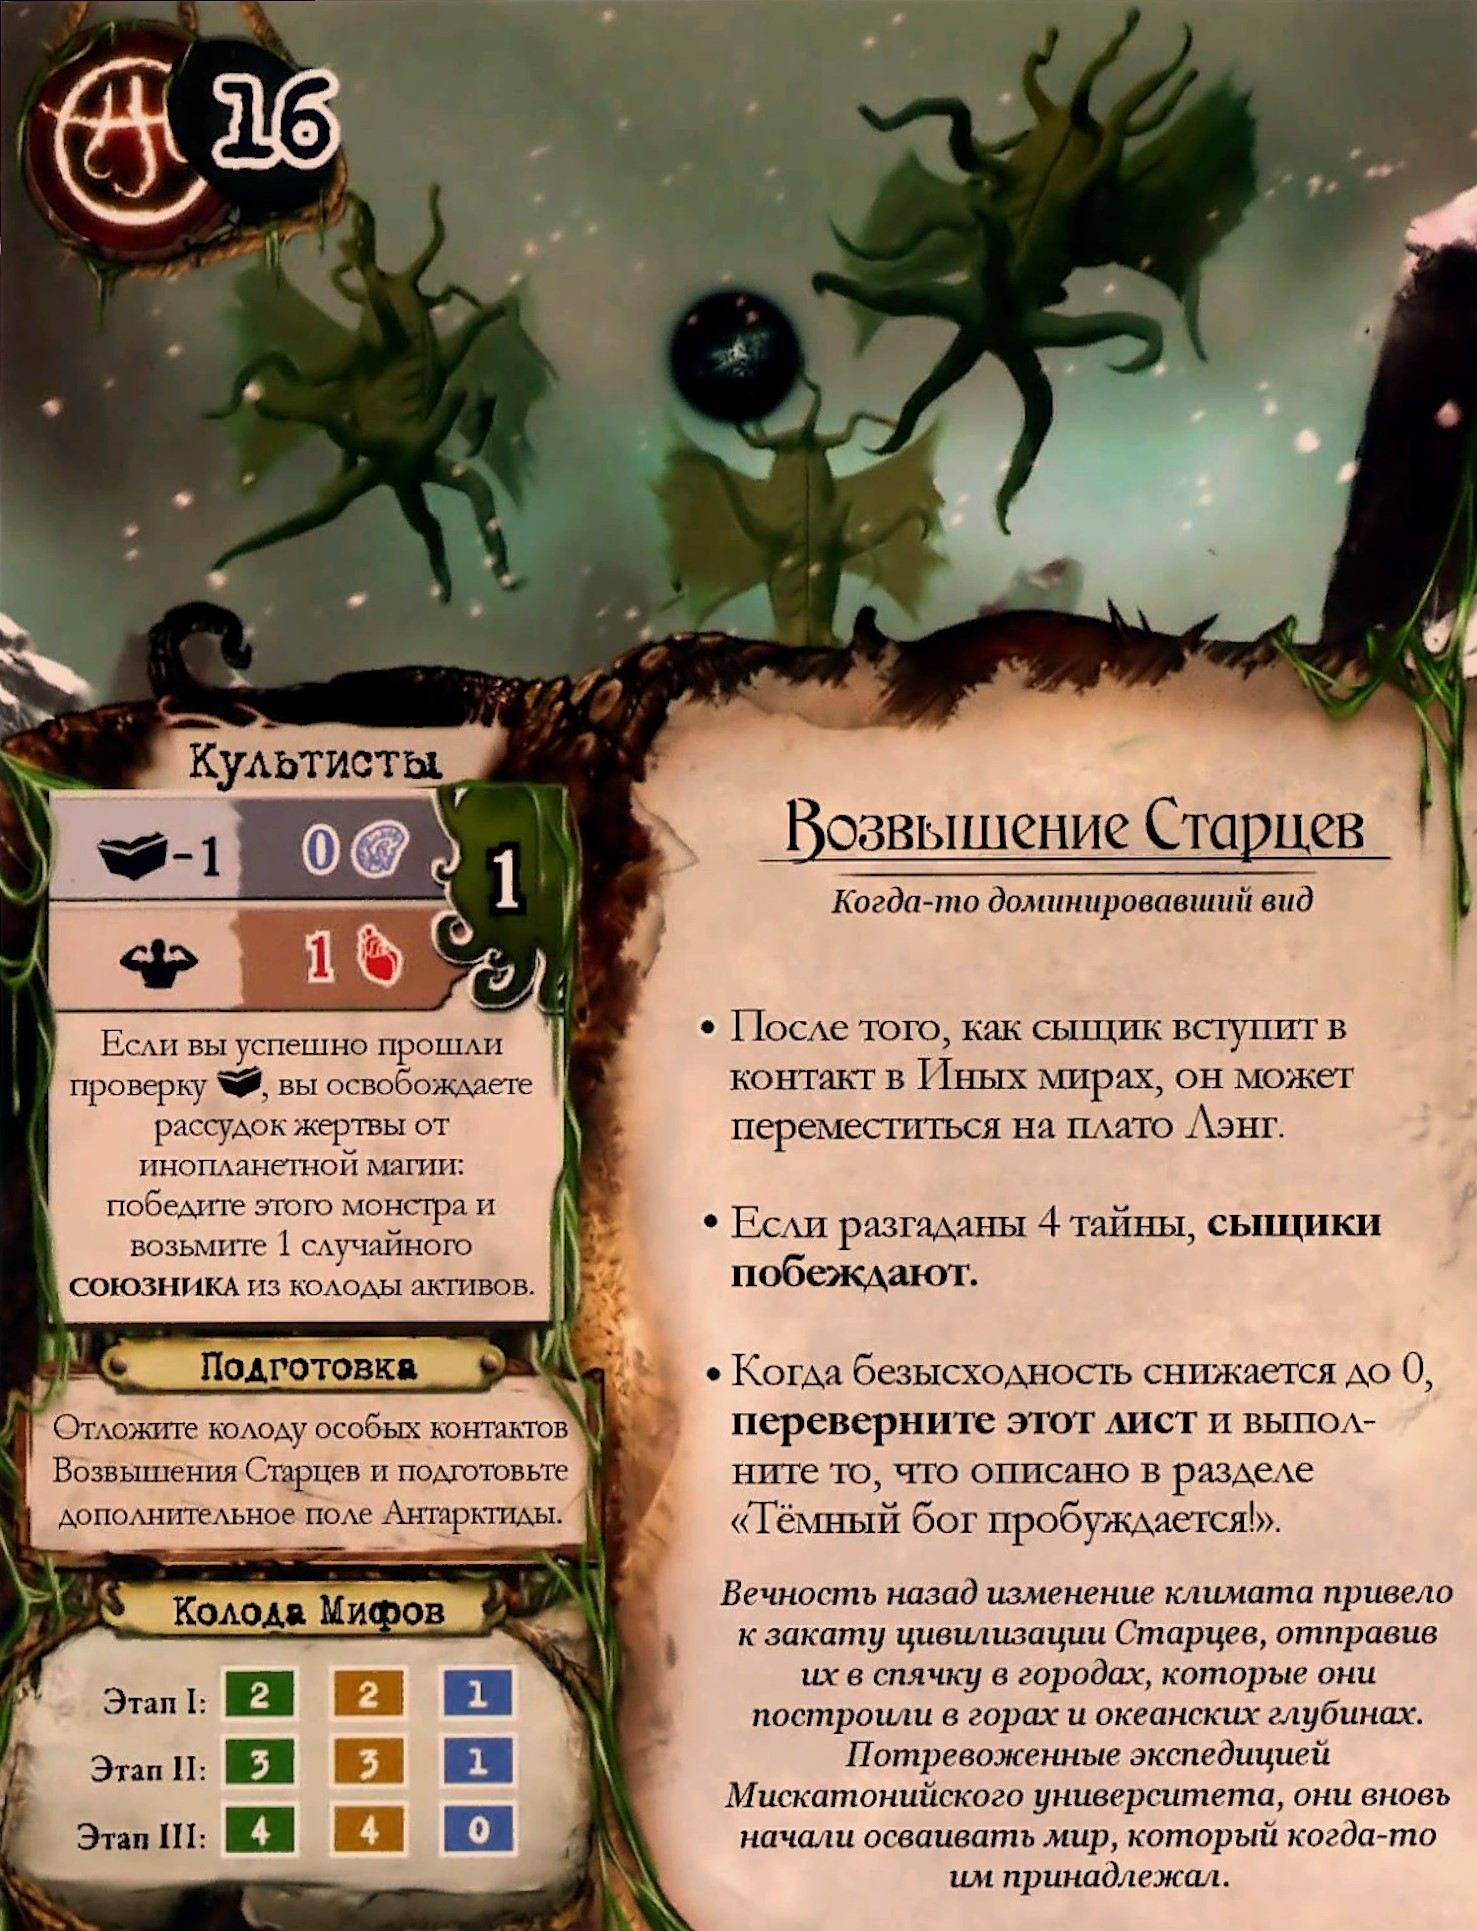 16
Культисты
-1 0
1
1
Если вы успешно прошли
проверку , вы освобождаете
рассудок жертвы от
инопланетной магии:
победите этого монстра и
возьмите 1 случайного
СОЮЗНИКА из колоды активов.
Подготовка
Отложите колоду особых контактов
Возвышения Старцев и подготовьте
дополнительное поле Антарктиды.
Колода Мифов
Этап I: 2 2 1
Этап II: 3 3 1
Этап III: 4 4 0
Возвышение Старцев
Когда-то доминировавший вид
• После того, как сыщик вступит в
контакт в Иных мирах, он может
переместиться на плато Лэнг.
• Если разгаданы 4 тайны, сыщики
побеждают.
• Когда безысходность снижается до 0,
переверните этот лист и выпол-
ните то, что описано в разделе
«Тёмный бог пробуждается!».
Вечность назад изменение климата привело
к закату цивилизации Старцев, отправив
их в спячку в городах, которые они
построили в горах и океанских глубинах.
Потревоженные экспедицией
Мискатонийского университета, они вновь
начали осваивать мир, который когда-то
им принадлежал.